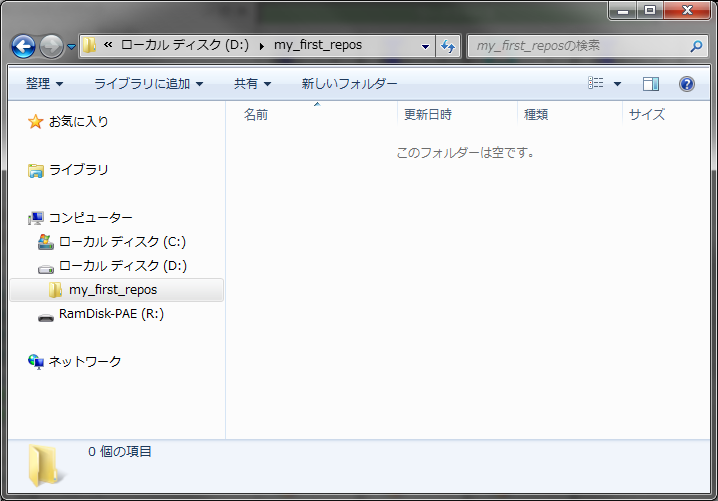 « ローカル ディスク (D:) ▸ my_first_repos
my_first_reposの検索
整理 ライブラリに追加 共有 新しいフォルダー
名前 更新日時 種類 サイズ
お気に入り
このフォルダーは空です。
ライブラリ
コンピューター
ローカル ディスク (C:)
ローカル ディスク (D:)
my_first_repos
RamDisk-PAE (R:)
ネットワーク
0 個の項目